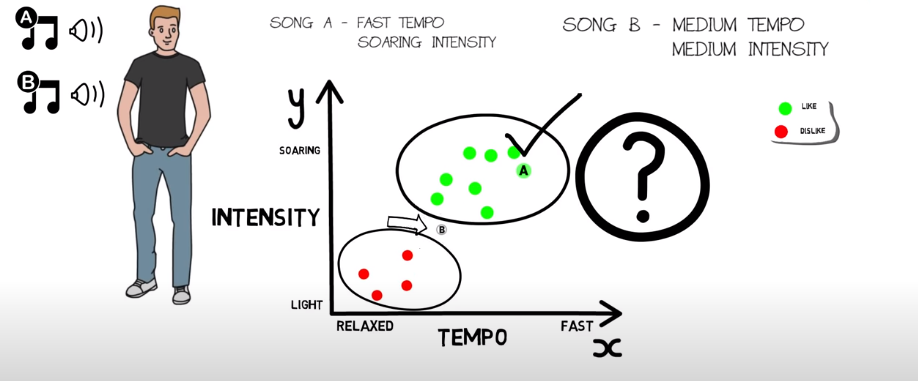 A
B
SONG A - FAST TEMPO
SOARING INTENSITY
SONG B - MEDIUM TEMPO
MEDIUM INTENSITY
y
LIKE
DISLIKE
SOARING
A
?
INTENSITY
B
LIGHT
RELAXED
TEMPO
FAST
x